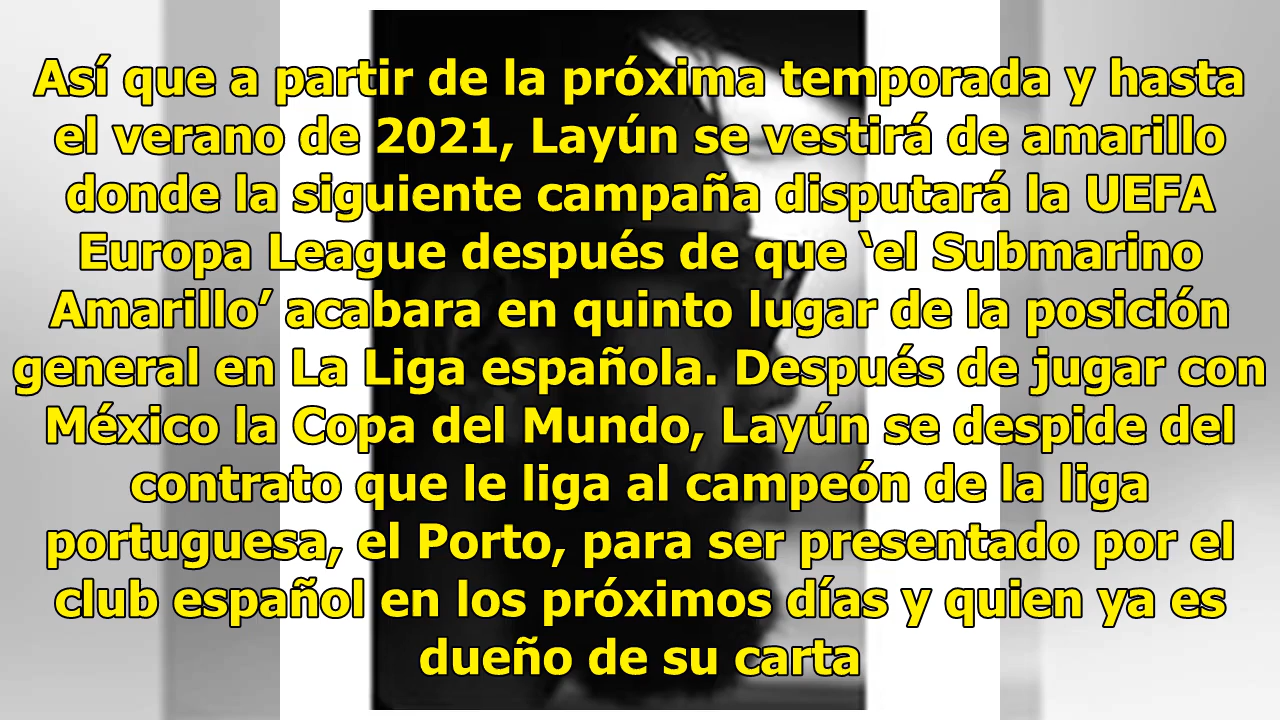 Así que a partir de la próxima temporada y hasta
el verano de 2021, Layún se vestirá de amarillo
donde la siguiente campaña disputará la UEFA
Europa League después de que ‘el Submarino
Amarillo’ acabara en quinto lugar de la posición
general en La Liga española. Después de jugar con
México la Copa del Mundo, Layún se despide del
contrato que le liga al campeón de la liga
portuguesa, el Porto, para ser presentado por el
club español en los próximos días y quien ya es
dueño de su carta